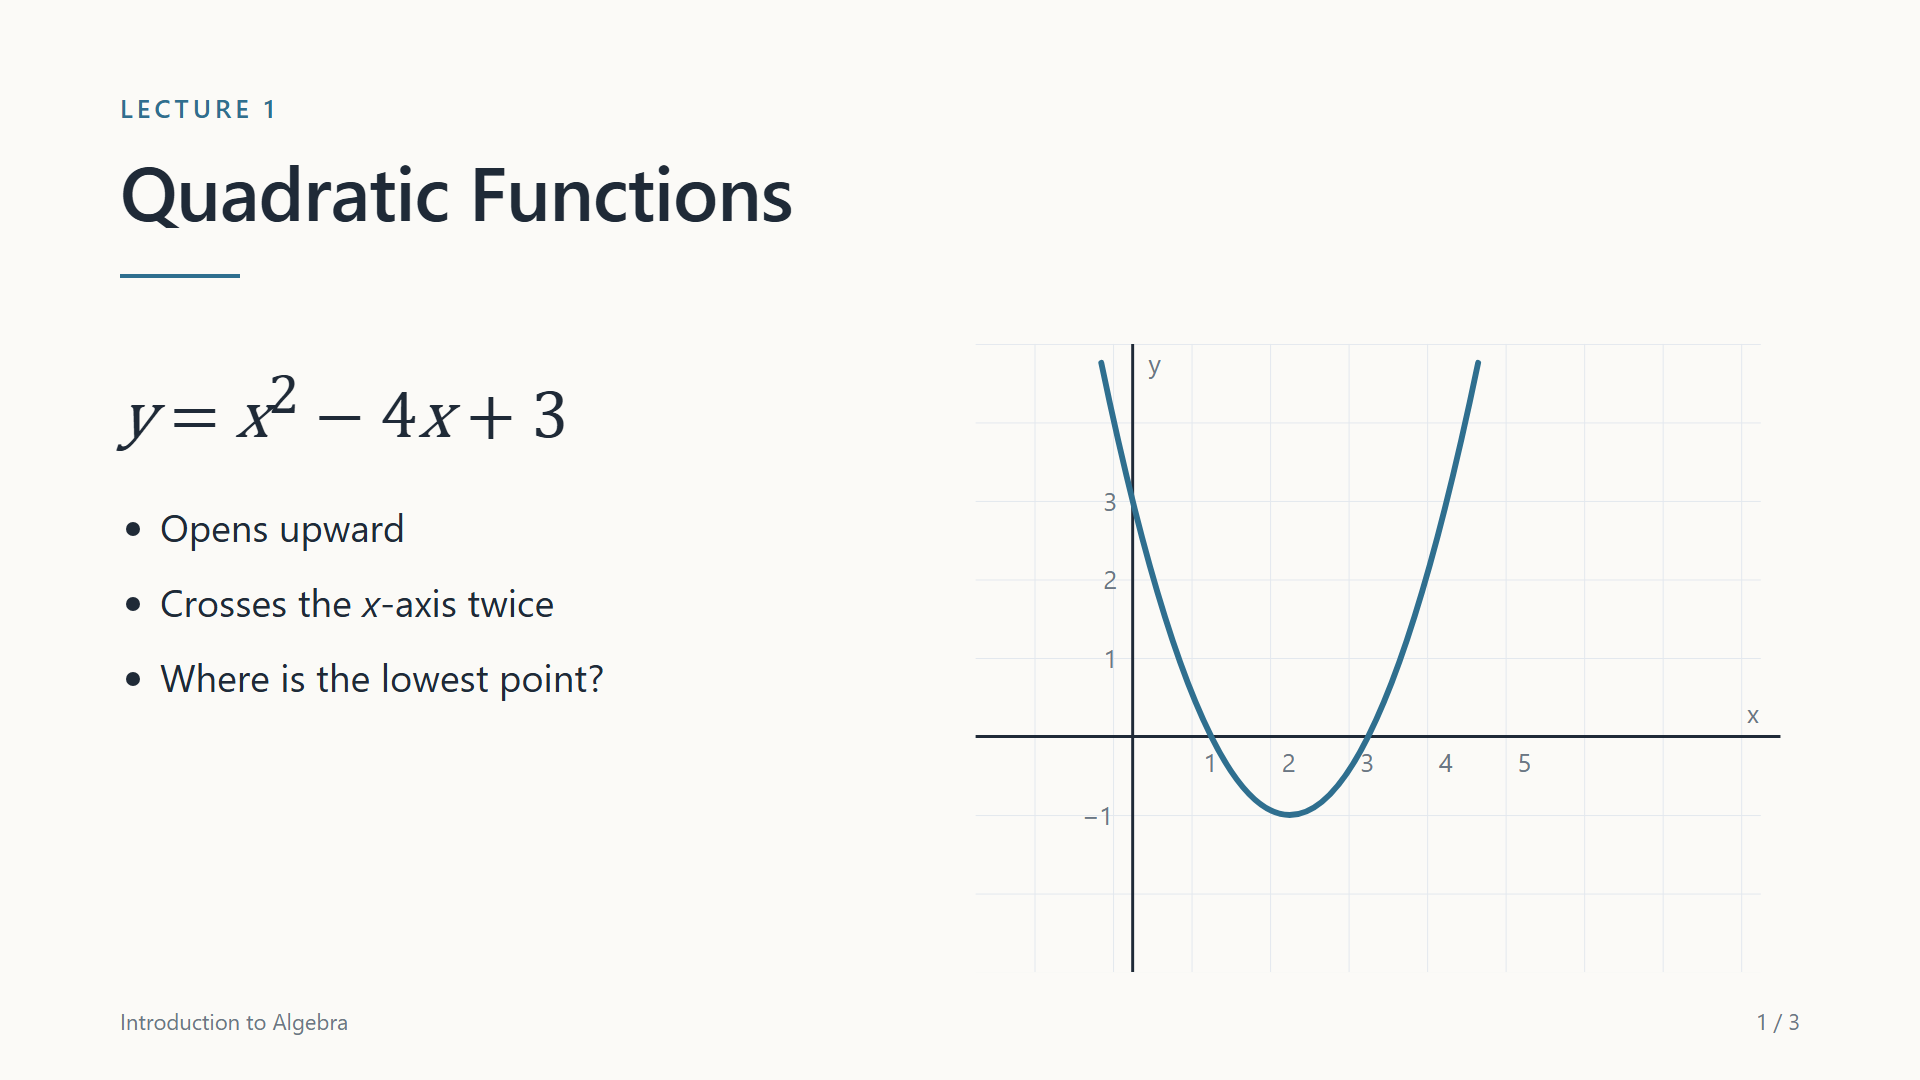 LECTURE 1
Quadratic Functions
y = x² − 4x + 3
• Opens upward
• Crosses the x-axis twice
• Where is the lowest point?
y
3
2
1
x
1 2 3 4 5
−1
Introduction to Algebra
1 / 3